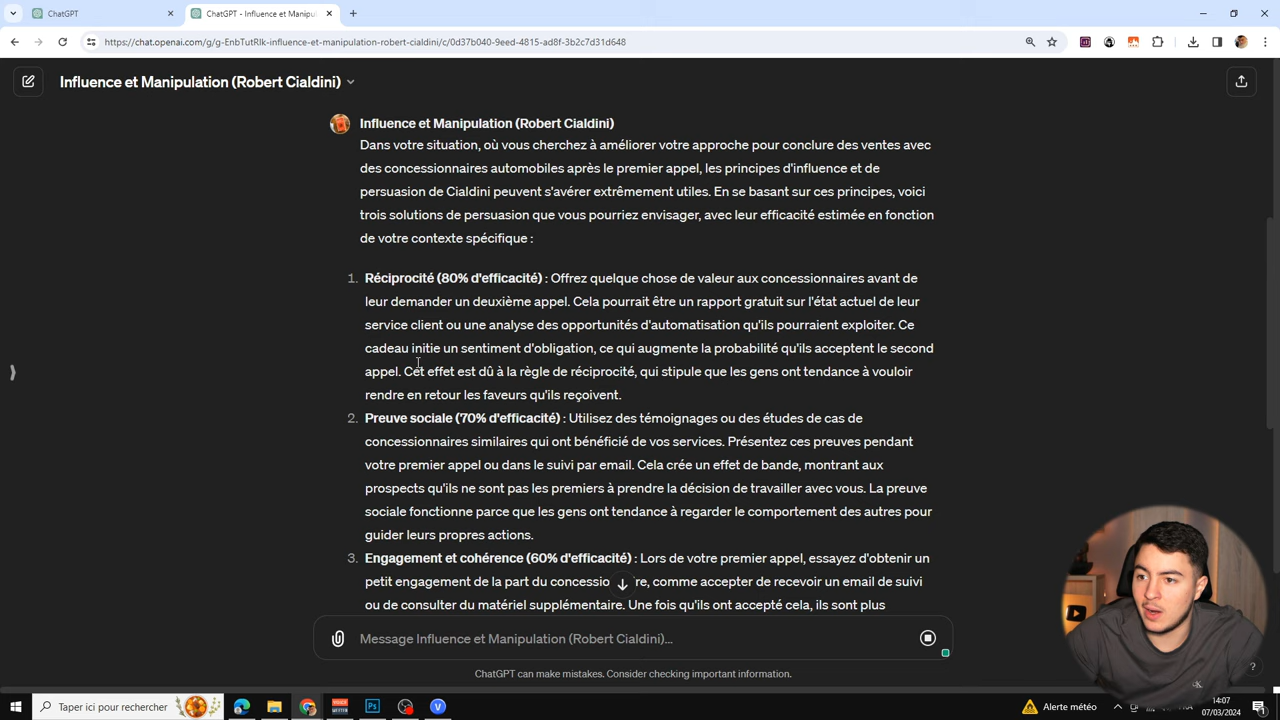 ChatGPT
ChatGPT - Influence et Manipul
https://chat.openai.com/g/g-EnbTutRlk-influence-et-manipulation-robert-cialdini/c/0d37b040-9eed-4815-ad8f-3b2c7d31d648
Influence et Manipulation (Robert Cialdini)
Influence et Manipulation (Robert Cialdini)
Dans votre situation, où vous cherchez à améliorer votre approche pour conclure des ventes avec
des concessionnaires automobiles après le premier appel, les principes d'influence et de
persuasion de Cialdini peuvent s'avérer extrêmement utiles. En se basant sur ces principes, voici
trois solutions de persuasion que vous pourriez envisager, avec leur efficacité estimée en fonction
de votre contexte spécifique :
1. Réciprocité (80% d'efficacité) : Offrez quelque chose de valeur aux concessionnaires avant de
leur demander un deuxième appel. Cela pourrait être un rapport gratuit sur l'état actuel de leur
service client ou une analyse des opportunités d'automatisation qu'ils pourraient exploiter. Ce
cadeau initie un sentiment d'obligation, ce qui augmente la probabilité qu'ils acceptent le second
appel. Cet effet est dû à la règle de réciprocité, qui stipule que les gens ont tendance à vouloir
rendre en retour les faveurs qu'ils reçoivent.
2. Preuve sociale (70% d'efficacité) : Utilisez des témoignages ou des études de cas de
concessionnaires similaires qui ont bénéficié de vos services. Présentez ces preuves pendant
votre premier appel ou dans le suivi par email. Cela crée un effet de bande, montrant aux
prospects qu'ils ne sont pas les premiers à prendre la décision de travailler avec vous. La preuve
sociale fonctionne parce que les gens ont tendance à regarder le comportement des autres pour
guider leurs propres actions.
3. Engagement et cohérence (60% d'efficacité) : Lors de votre premier appel, essayez d'obtenir un
petit engagement de la part du concessio re, comme accepter de recevoir un email de suivi
ou de consulter du matériel supplémentaire. Une fois qu'ils ont accepté cela, ils sont plus
Message Influence et Manipulation (Robert Cialdini)...
ChatGPT can make mistakes. Consider checking important information.
?
Taper ici pour rechercher
Alerte météo
14:07
07/03/2024